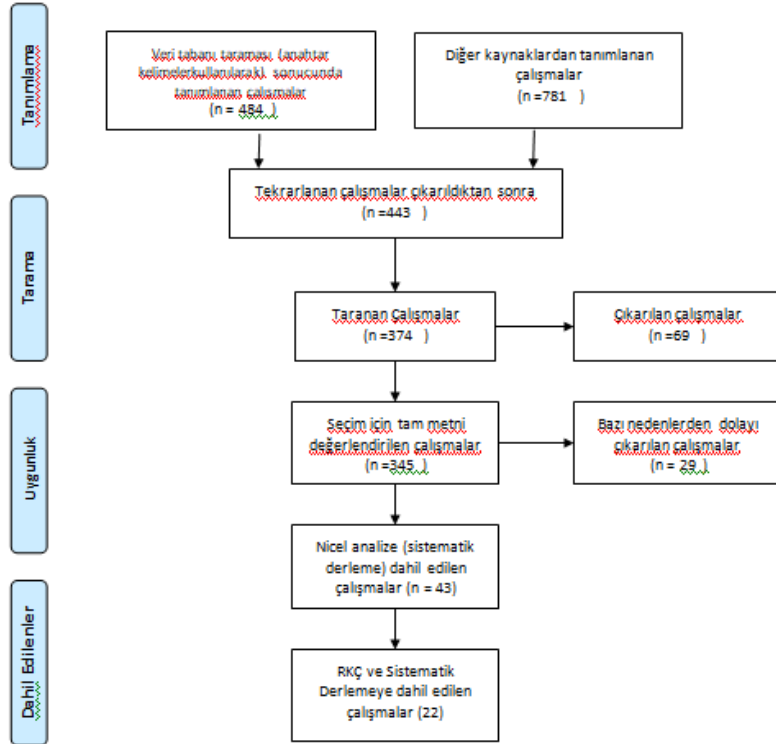 Tanımlama
Veri tabanı taraması (anahtar
kelimelerkullanılarak) sonucunda
tanımlanan çalışmalar
(n = 484 )
Diğer kaynaklardan tanımlanan
çalışmalar
(n =781 )
Tekrarlanan çalışmalar çıkarıldıktan sonra
(n =443 )
Tarama
Taranan Çalışmalar
(n =374 )
Çıkarılan çalışmalar
(n =69 )
Uygunluk
Seçim için tam metni
değerlendirilen çalışmalar
(n =345 )
Bazı nedenlerden dolayı
çıkarılan çalışmalar
(n = 29 )
Nicel analize (sistematik
derleme) dahil edilen
çalışmalar (n = 43)
Dahil Edilenler
RKÇ ve Sistematik
Derlemeye dahil edilen
çalışmalar (22)